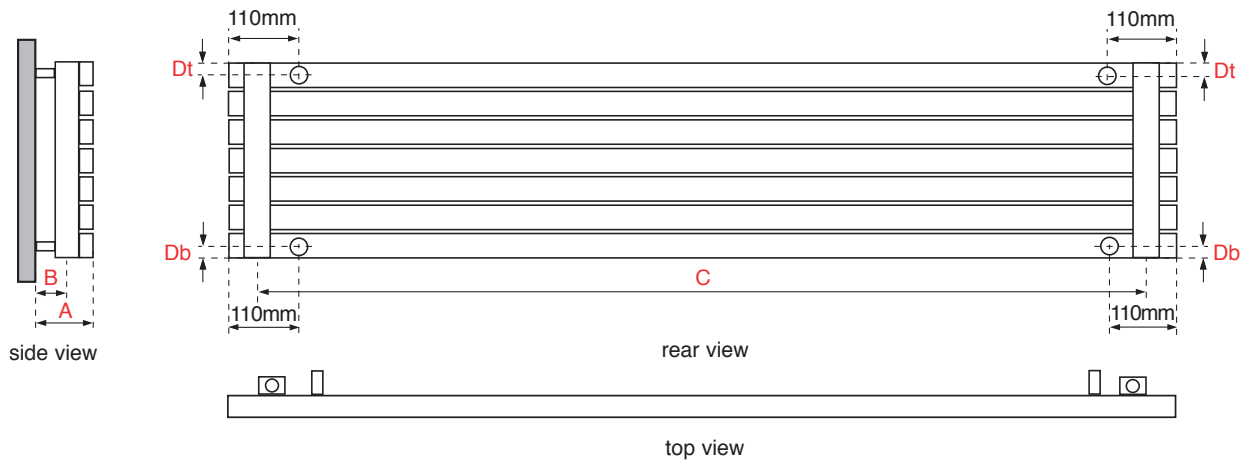 110mm
110mm
Dt
Dt
Db
Db
B
C
A
110mm
110mm
side view
rear view
top view